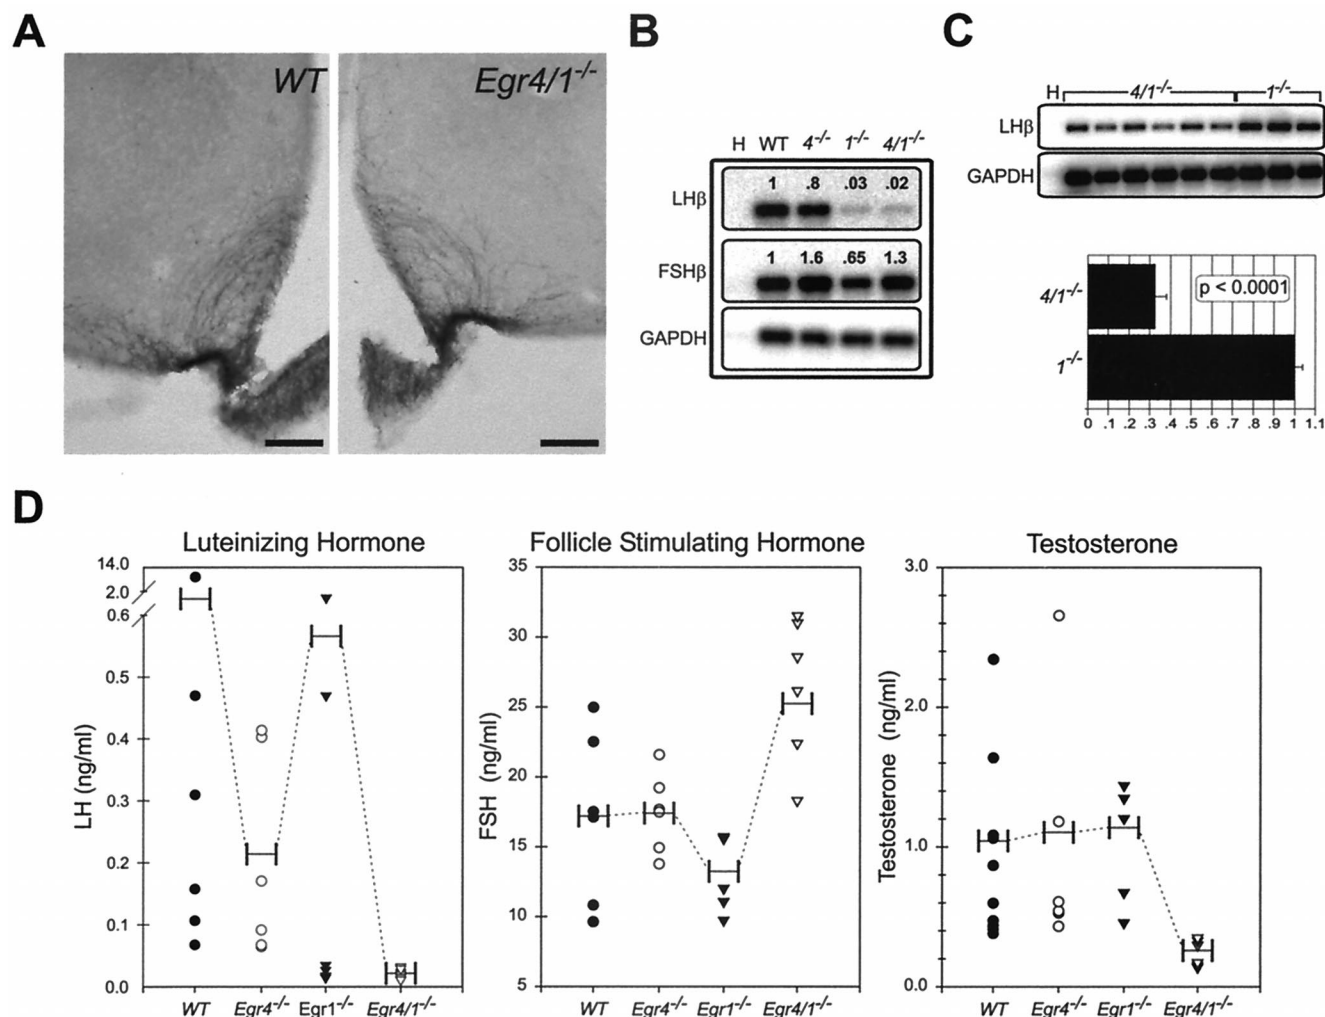 A
WT
Egr4/1-/-
B
H WT 4-/- 1-/- 4/1-/-
LHβ
1 .8 .03 .02
FSHβ
1 1.6 .65 1.3
GAPDH
C
H 4/1-/- 1-/-
LHβ
GAPDH
4/1-/-
p < 0.0001
1-/-
0 .1 .2 .3 .4 .5 .6 .7 .8 .9 1 1.1
D
Luteinizing Hormone
14.0
2.0
0.6
0.5
0.4
0.3
0.2
0.1
0.0
LH (ng/ml)
WT Egr4-/- Egr1-/- Egr4/1-/-
Follicle Stimulating Hormone
35
30
25
20
15
10
5
FSH (ng/ml)
WT Egr4-/- Egr1-/- Egr4/1-/-
Testosterone
3.0
2.0
1.0
0.0
Testosterone (ng/ml)
WT Egr4-/- Egr1-/- Egr4/1-/-